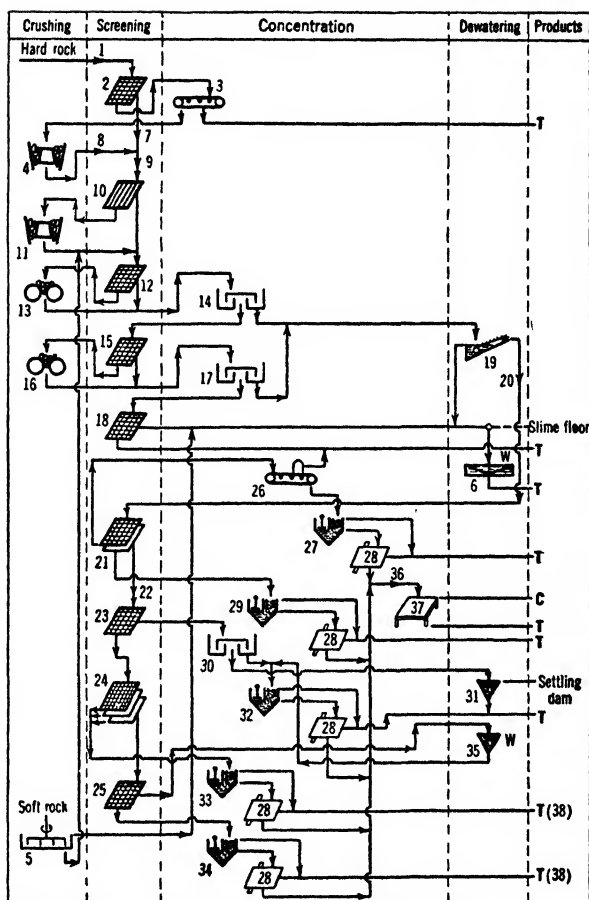 Crushing Screening Concentration Dewatering Products
Hard rock 1
2 3
7 T
4 8
9
10
11
12
13 14
15
16 17 19
20
18 Slime floor
W T
26 6 T
27
21 28 T
22 36
29 37 C
23 28 T
30 T
24 31 Settling dam
32
28 T
35 W
25 33
28 T(38)
Soft rock
5 34
28 T(38)